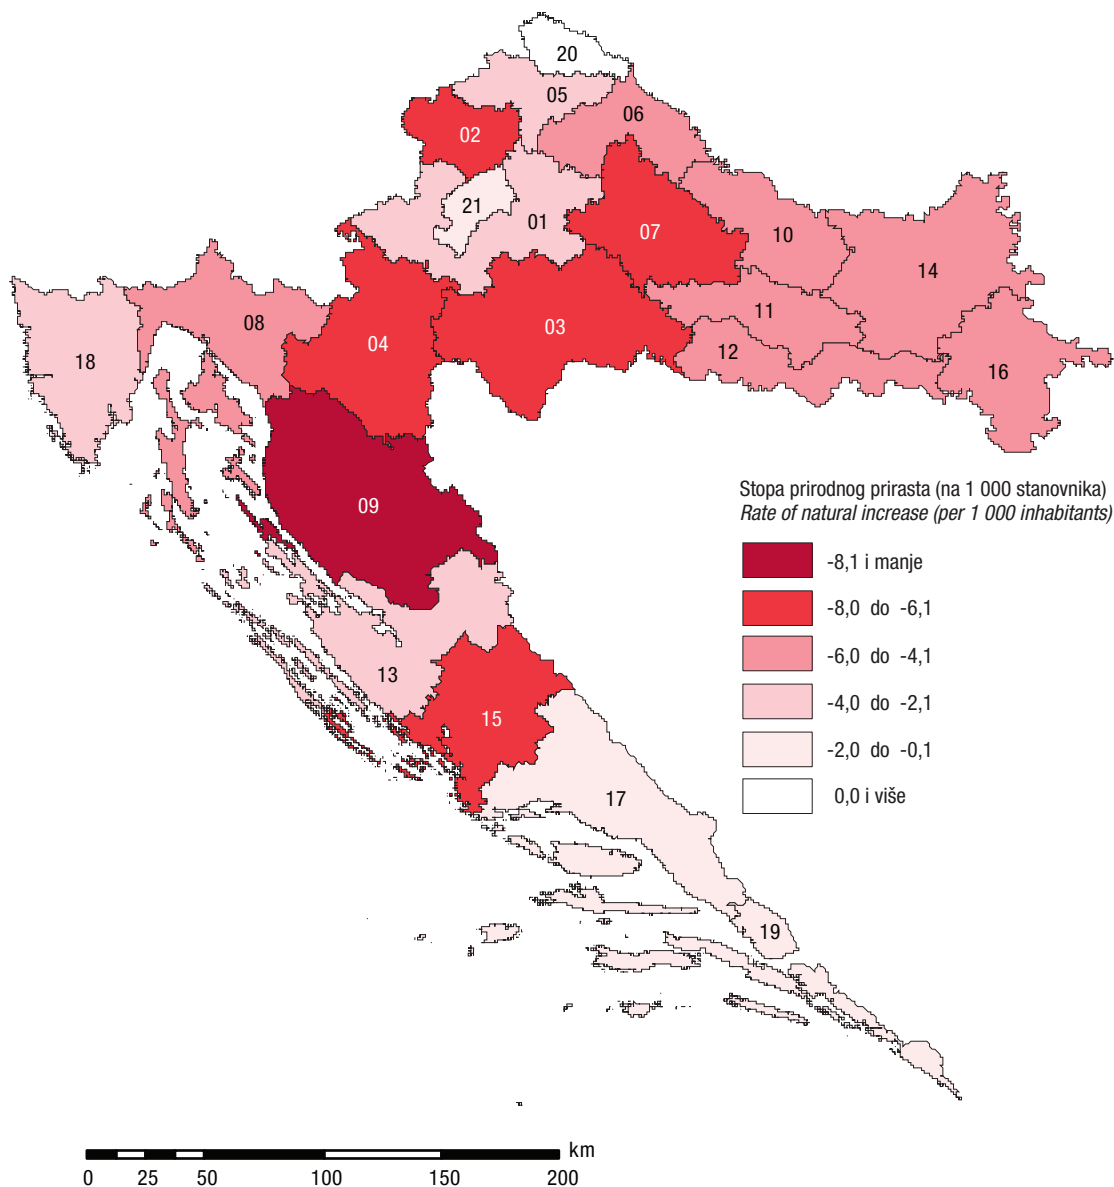 20
05
06
02
21
01
07
10
14
08
11
03
04
12
18
16
09
Stopa prirodnog prirasta (na 1 000 stanovnika)
Rate of natural increase (per 1 000 inhabitants)
-8,1 i manje
-8,0 do -6,1
-6,0 do -4,1
-4,0 do -2,1
-2,0 do -0,1
0,0 i više
13
15
17
19
km
0 25 50 100 150 200